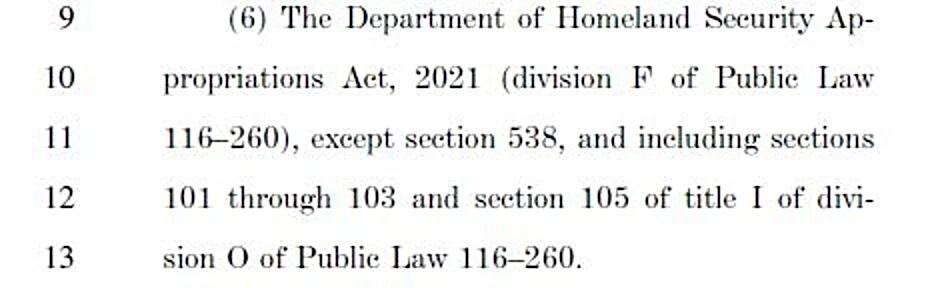 9 (6) The Department of Homeland Security Ap-
10 propriations Act, 2021 (division F of Public Law
11 116–260), except section 538, and including sections
12 101 through 103 and section 105 of title I of divi-
13 sion O of Public Law 116–260.